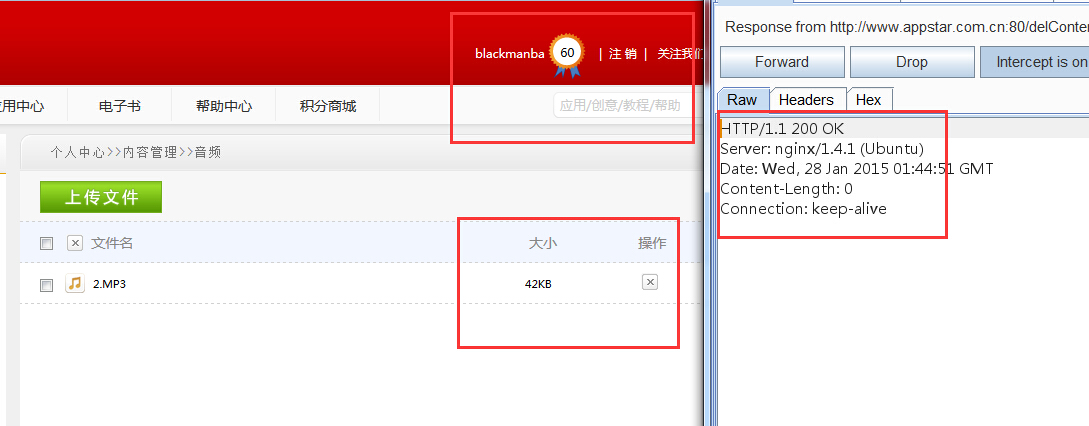 blackmanba 60 | 注 销 | 关注我们
应用中心 电子书 帮助中心 积分商城 应用/创意/教程/帮助
个人中心>>内容管理>>音频
上传文件
文件名 大小 操作
2.MP3 42KB
Response from http://www.appstar.com.cn:80/delConte
Forward Drop Intercept is on
Raw Headers Hex
HTTP/1.1 200 OK
Server: nginx/1.4.1 (Ubuntu)
Date: Wed, 28 Jan 2015 01:44:51 GMT
Content-Length: 0
Connection: keep-alive